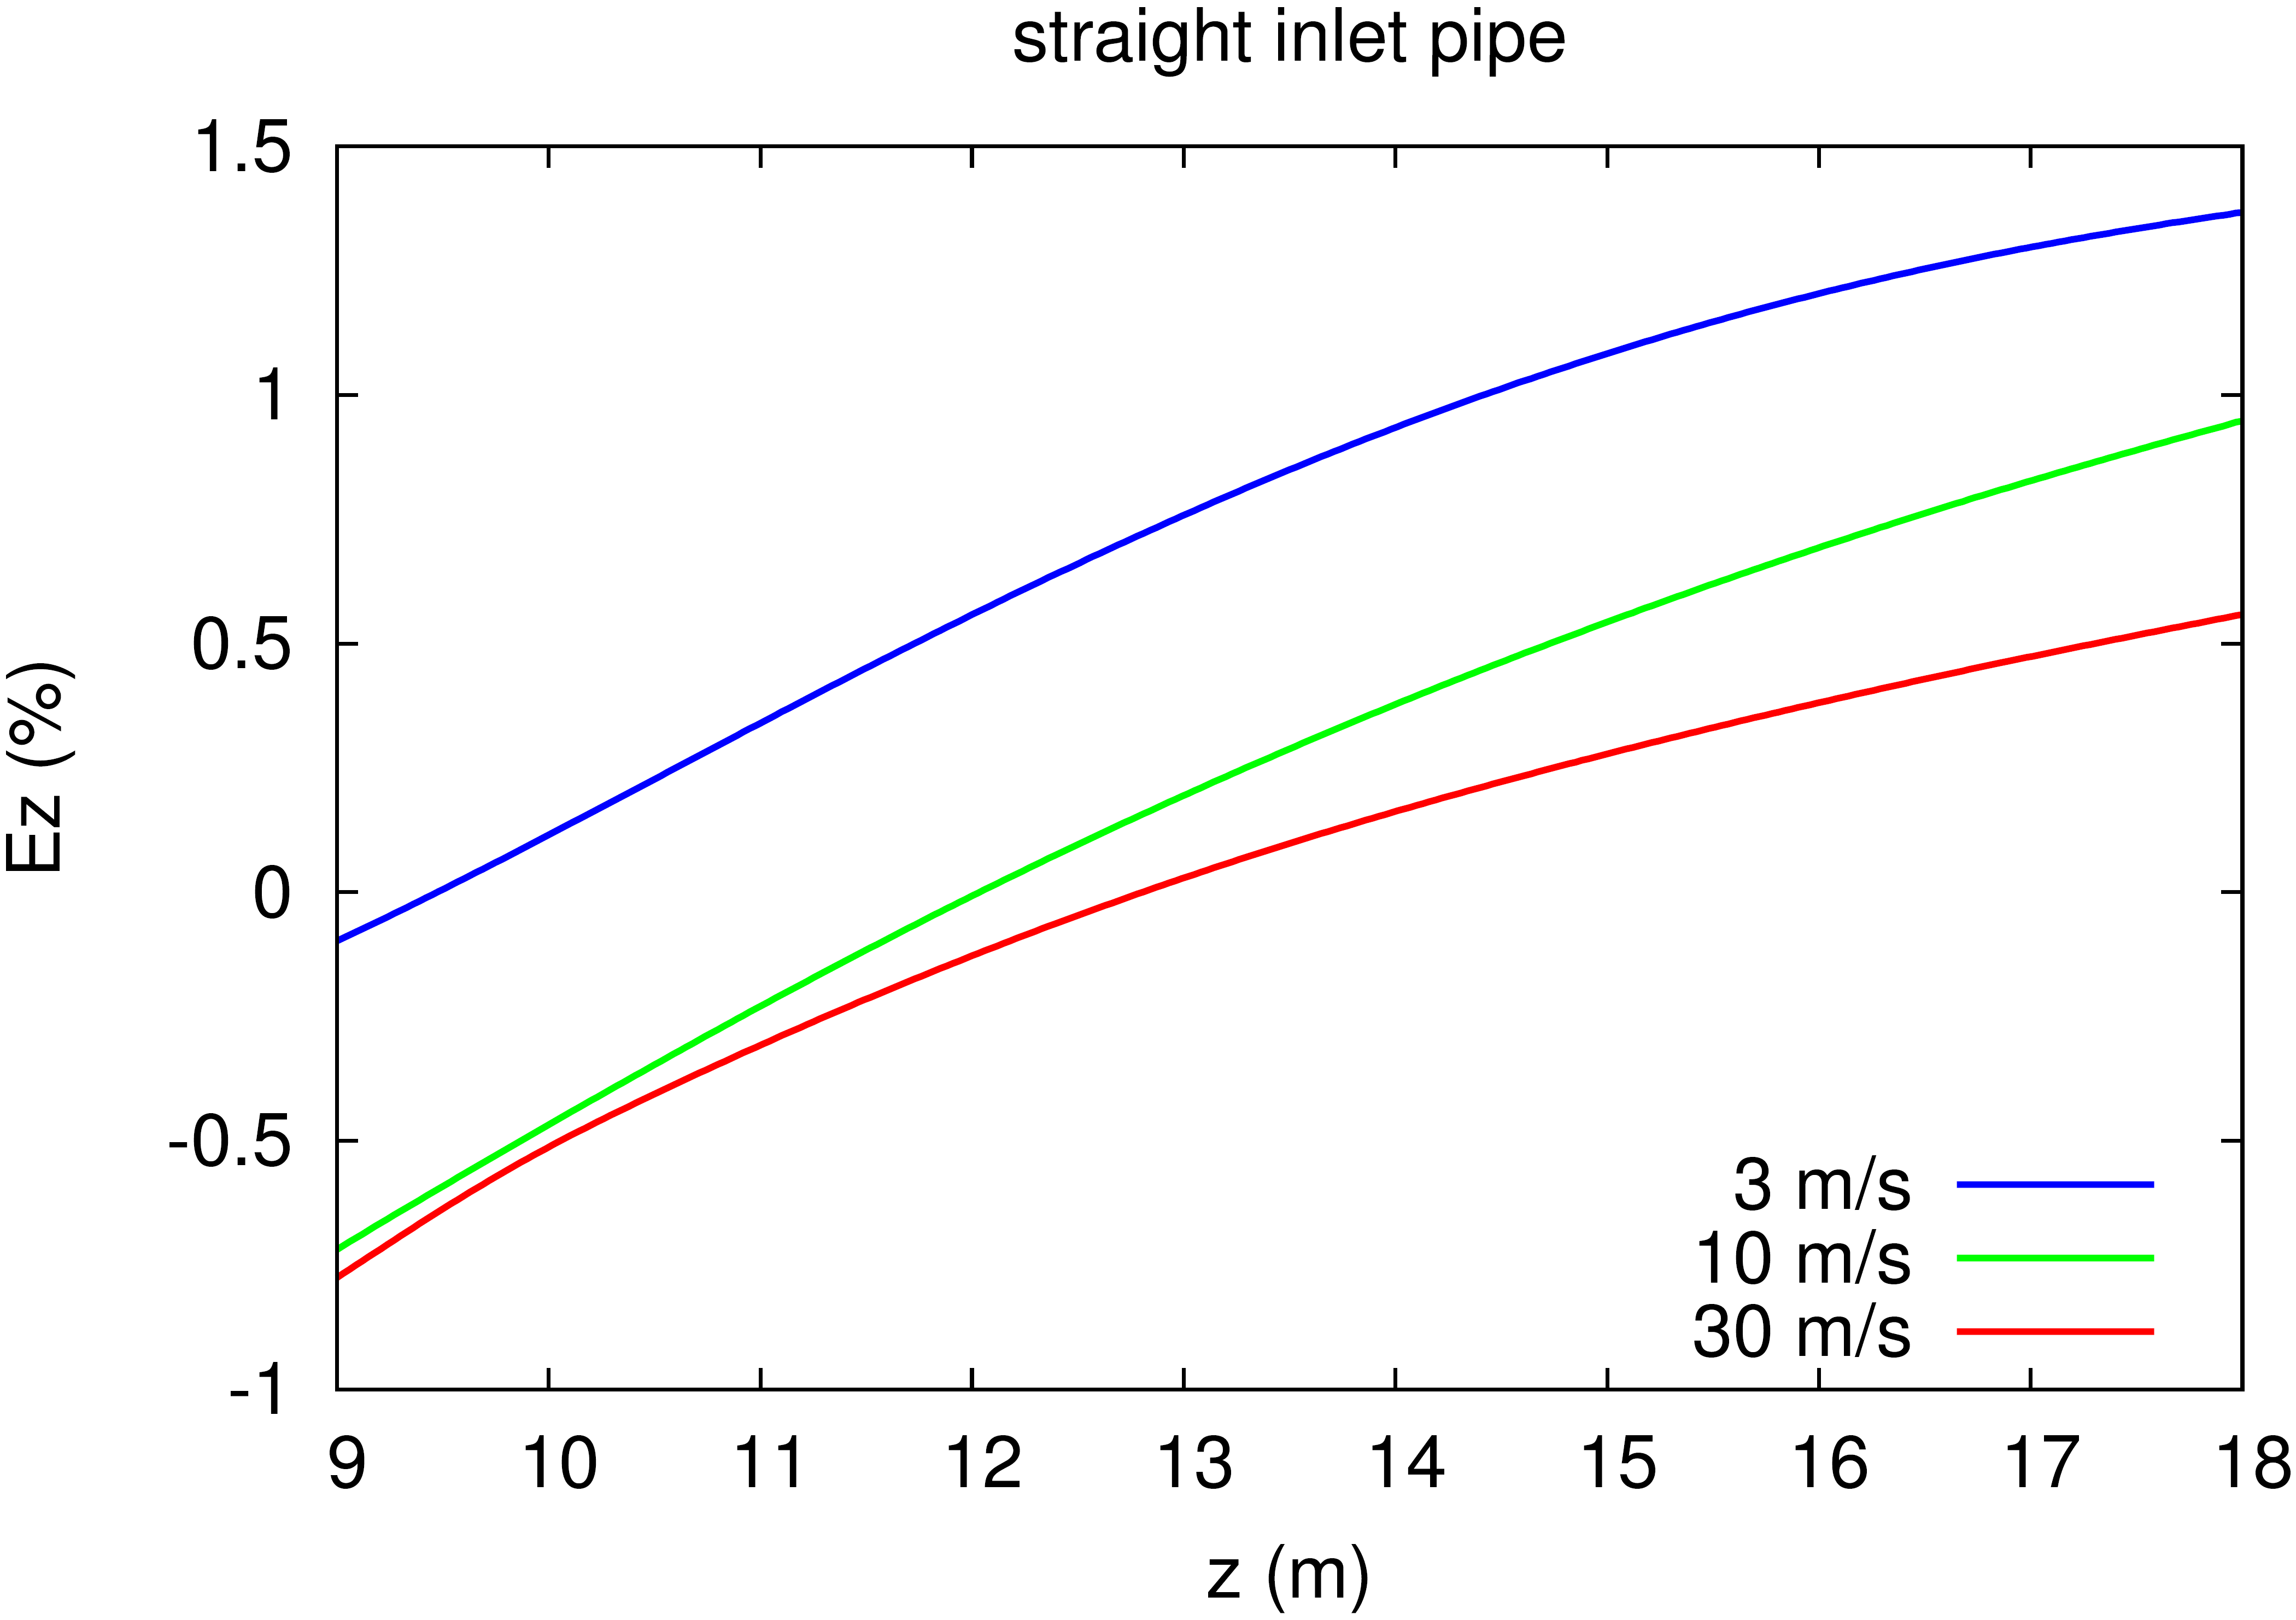 straight inlet pipe
1.5
1
0.5
0
-0.5
-1
Ez (%)
3 m/s
10 m/s
30 m/s
9 10 11 12 13 14 15 16 17 18
z (m)